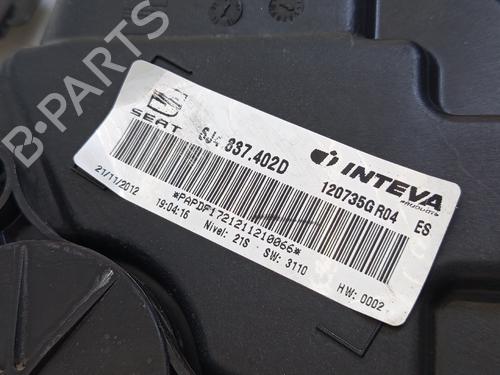 B-PARTS
SEAT
6J4.837.402D
INTEVA
PRODUCTS
120735G R04
ES
21/11/2012
19:04:16
*PAPDF1721211210066*
Nivel: 21S
SW: 3110
HW: 0002